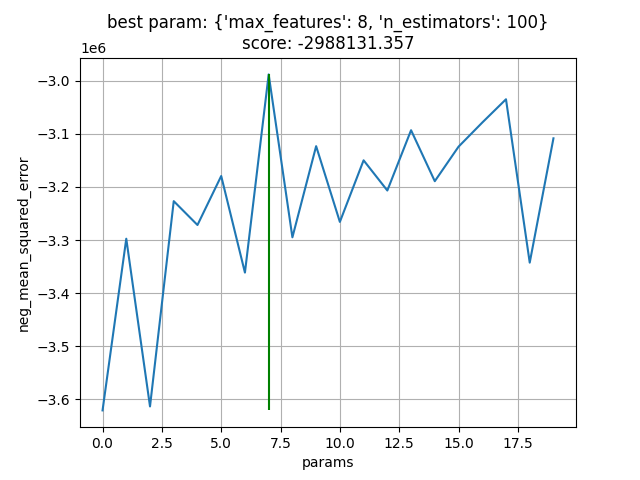 best param: {'max_features': 8, 'n_estimators': 100}
score: -2988131.357
1e6
−3.0
−3.1
−3.2
−3.3
−3.4
−3.5
−3.6
neg_mean_squared_error
0.0 2.5 5.0 7.5 10.0 12.5 15.0 17.5
params